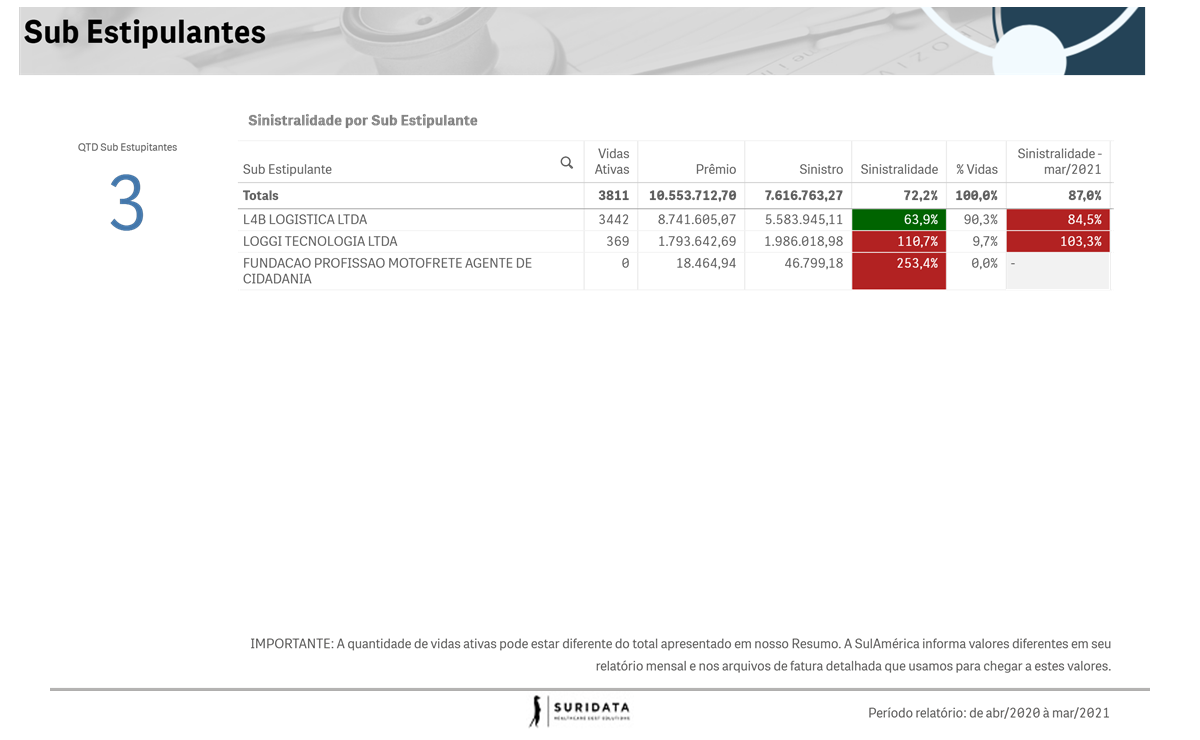 Sub Estipulantes
QTD Sub Estupitantes
3
Sinistralidade por Sub Estipulante
Sub Estipulante Vidas Ativas Prêmio Sinistro Sinistralidade % Vidas Sinistralidade - mar/2021
Totals 3811 10.553.712,70 7.616.763,27 72,2% 100,0% 87,0%
L4B LOGISTICA LTDA 3442 8.741.605,07 5.583.945,11 63,9% 90,3% 84,5%
LOGGI TECNOLOGIA LTDA 369 1.793.642,69 1.986.018,98 110,7% 9,7% 103,3%
FUNDACAO PROFISSAO MOTOFRETE AGENTE DE 0 18.464,94 46.799,18 253,4% 0,0% -
CIDADANIA
IMPORTANTE: A quantidade de vidas ativas pode estar diferente do total apresentado em nosso Resumo. A SulAmérica informa valores diferentes em seu
relatório mensal e nos arquivos de fatura detalhada que usamos para chegar a estes valores.
SURIDATA
HEALTHCARE BEST SOLUTIONS
Período relatório: de abr/2020 à mar/2021